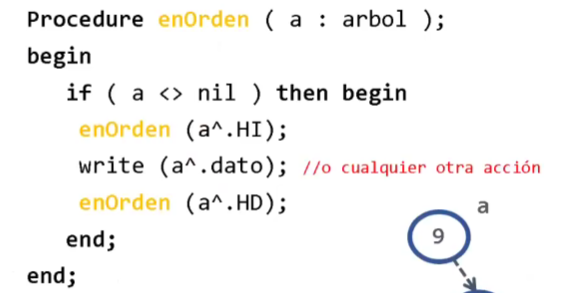 Procedure enOrden ( a : arbol );
begin
if ( a <> nil ) then begin
enOrden (a^.HI);
write (a^.dato); //o cualquier otra acción
enOrden (a^.HD);
a
end;
9
end;